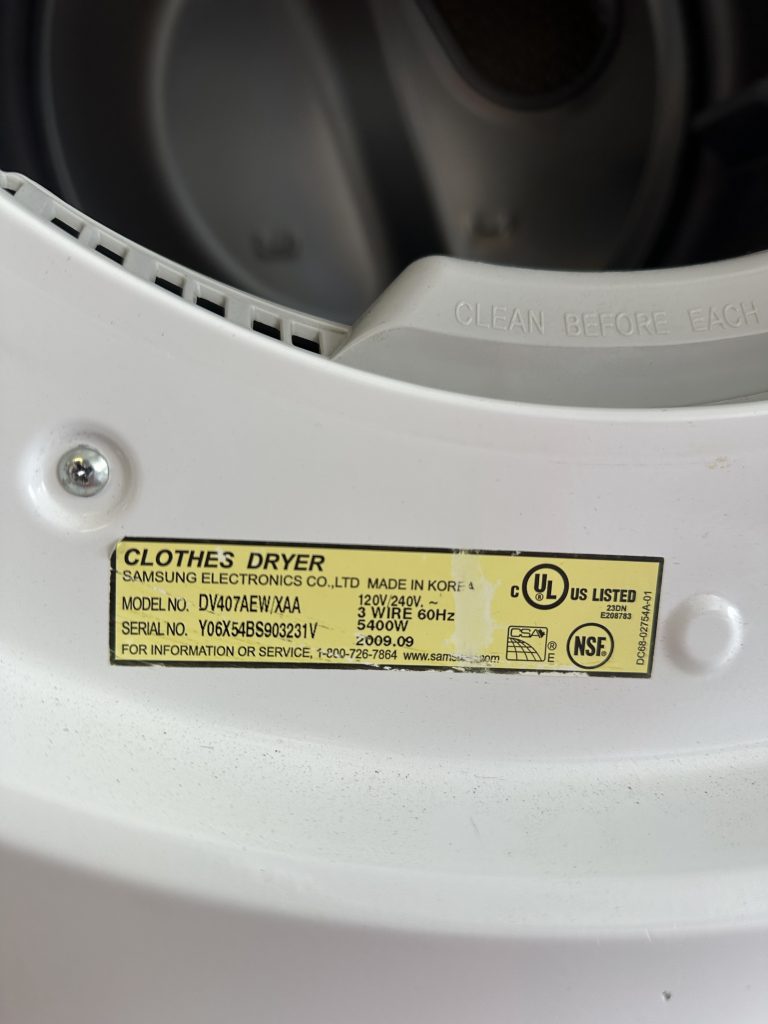 CLEAN BEFORE EACH
CLOTHES DRYER
SAMSUNG ELECTRONICS CO.,LTD MADE IN KOREA
MODEL NO. DV407AEW/XAA 120V/240V, ~
3 WIRE 60Hz
SERIAL NO. Y06X54BS903231V 5400W
2009.09
FOR INFORMATION OR SERVICE, 1-800-726-7864
C UL ® US LISTED
23DN
E208783
CSA ®
E
NSF®
DC68-02754A-01